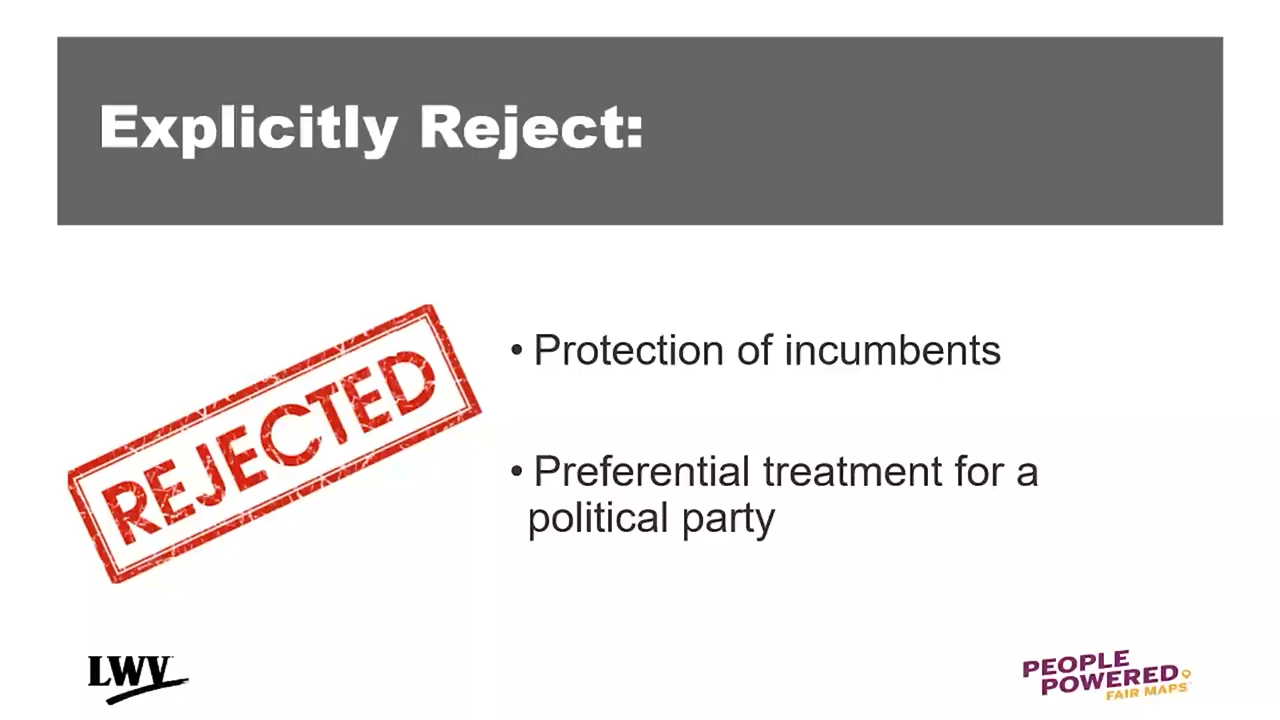 Explicitly Reject:
REJECTED
• Protection of incumbents
• Preferential treatment for a
political party
LWV
PEOPLE
POWERED
FAIR MAPS